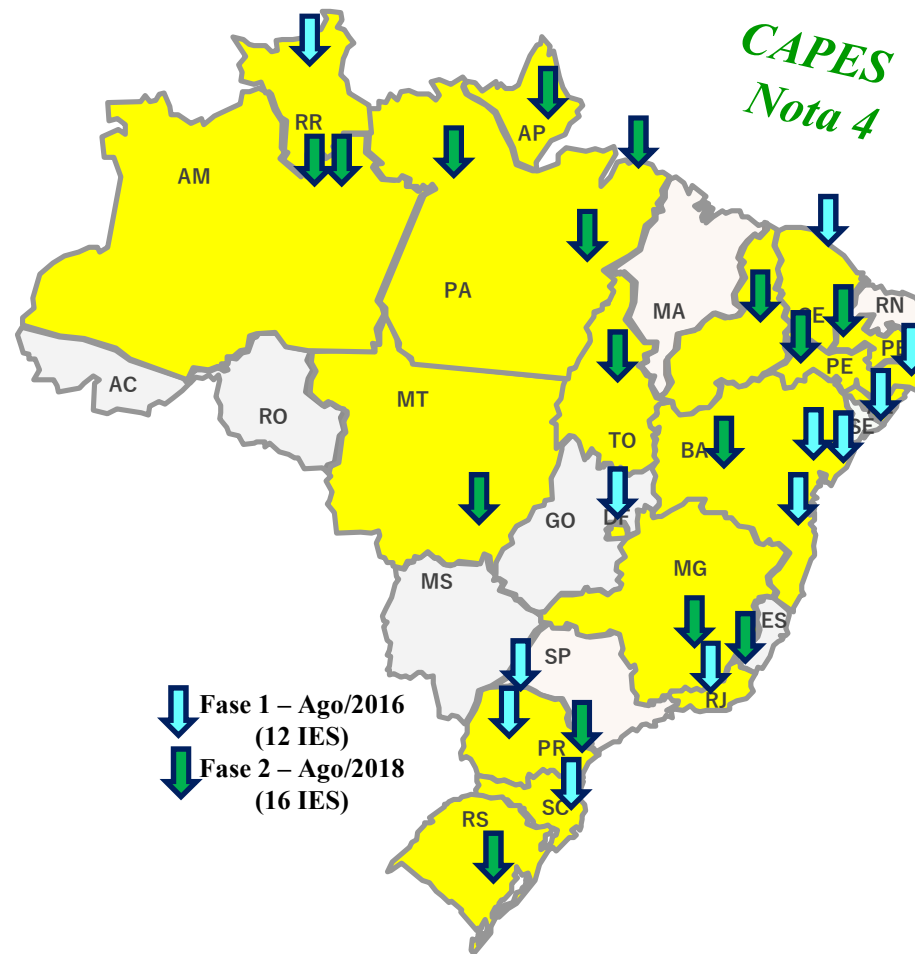 CAPES
Nota 4
RR
AP
AM
PA
MA
RN
PE
AC
RO
MT
TO
BA
SE
GO
DF
MG
MS
ES
SP
RJ
Fase 1 – Ago/2016
(12 IES)
PR
Fase 2 – Ago/2018
(16 IES)
SC
RS